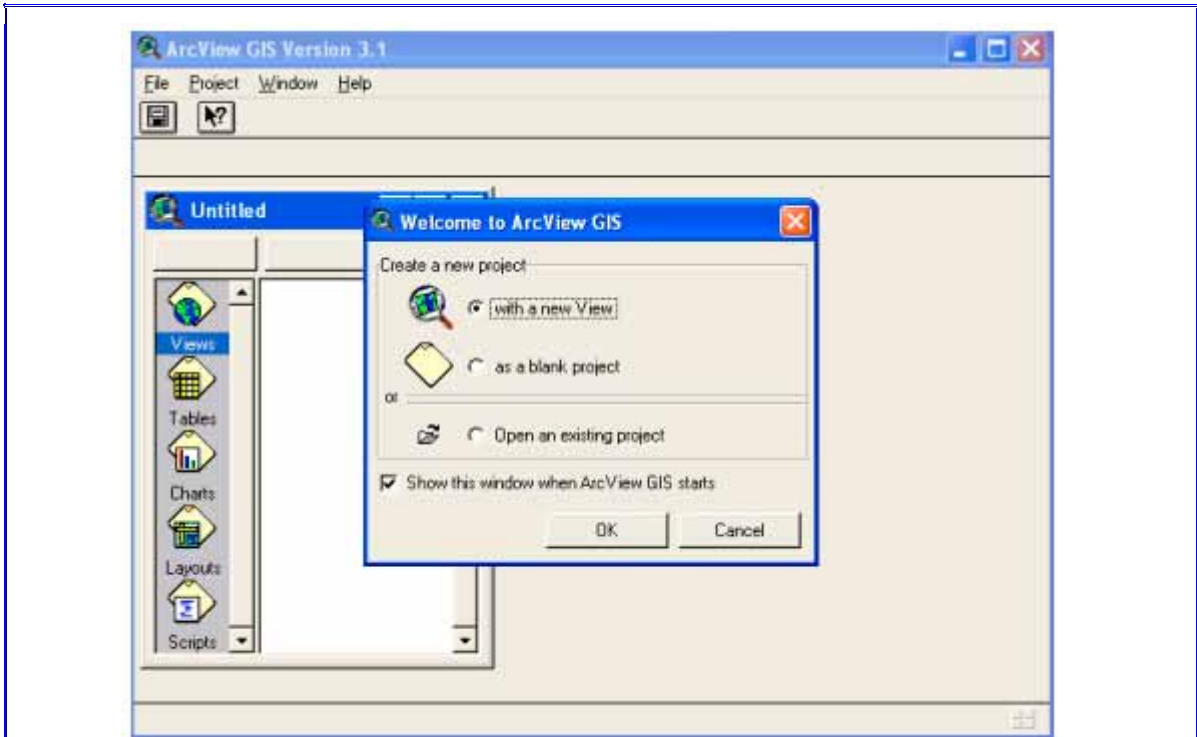 ArcView GIS Version 3.1
File Project Window Help
Untitled
Views
Tables
Charts
Layouts
Scripts
Welcome to ArcView GIS
Create a new project
with a new View
as a blank project
or
Open an existing project
Show this window when ArcView GIS starts
OK Cancel